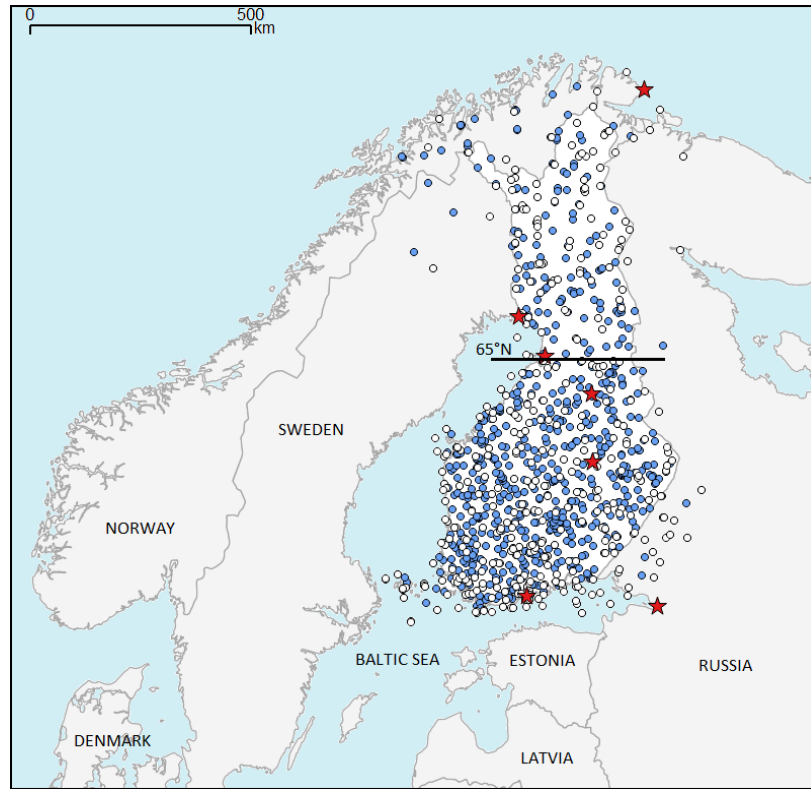 0 500
km
65°N
SWEDEN
NORWAY
BALTIC SEA
ESTONIA
RUSSIA
DENMARK
LATVIA